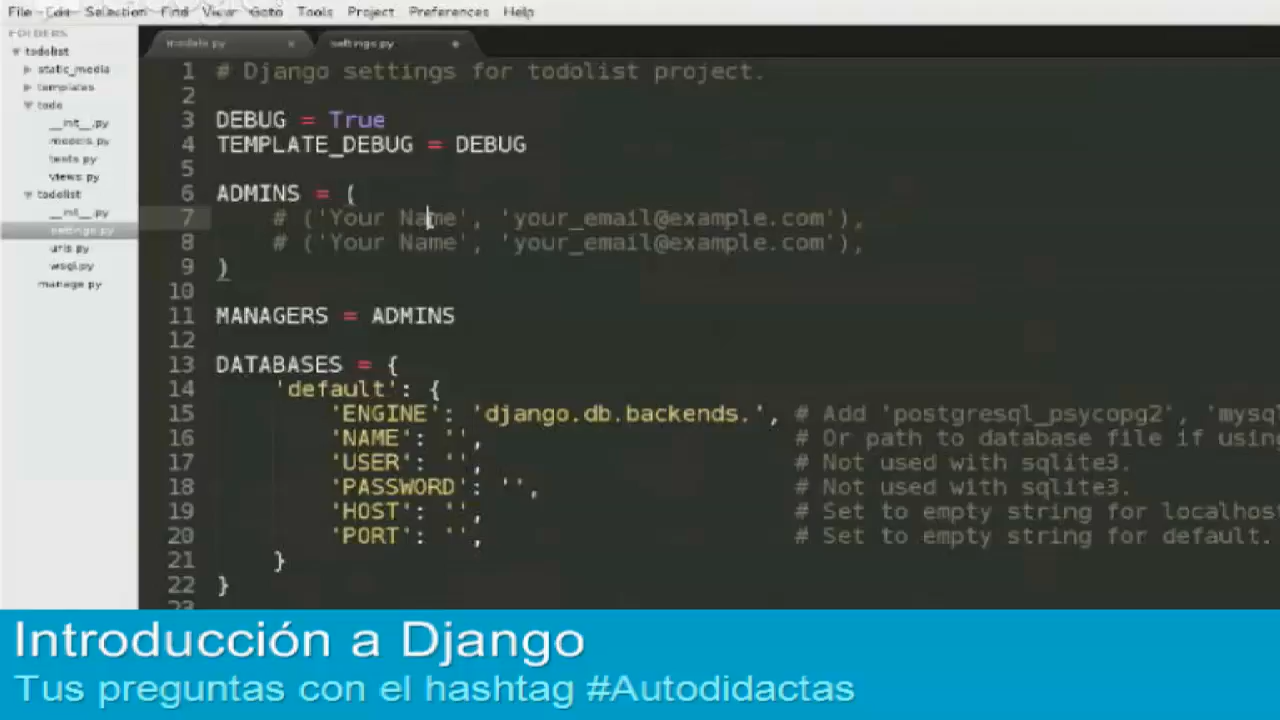 File Edit Selection Find View Goto Tools Project Preferences Help
FOLDERS
todolist
static_media
templates
todo
__init__.py
models.py
tests.py
views.py
todolist
__init__.py
settings.py
urls.py
wsgi.py
manage.py
settings.py
1 # Django settings for todolist project.
2
3 DEBUG = True
4 TEMPLATE_DEBUG = DEBUG
5
6 ADMINS = (
7 # ('Your Name', 'your_email@example.com'),
8 # ('Your Name', 'your_email@example.com'),
9 )
10
11 MANAGERS = ADMINS
12
13 DATABASES = {
14 'default': {
15 'ENGINE': 'django.db.backends.', # Add 'postgresql_psycopg2', 'mysq
16 'NAME': '', # Or path to database file if using
17 'USER': '', # Not used with sqlite3.
18 'PASSWORD': '', # Not used with sqlite3.
19 'HOST': '', # Set to empty string for localhost
20 'PORT': '', # Set to empty string for default.
21 }
22 }
23
Introducción a Django
Tus preguntas con el hashtag #Autodidactas